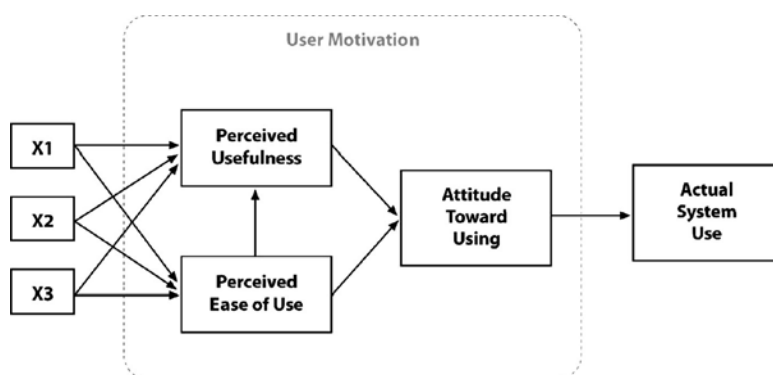 User Motivation
X1
X2
X3
Perceived
Usefulness
Perceived
Ease of Use
Attitude
Toward
Using
Actual
System
Use